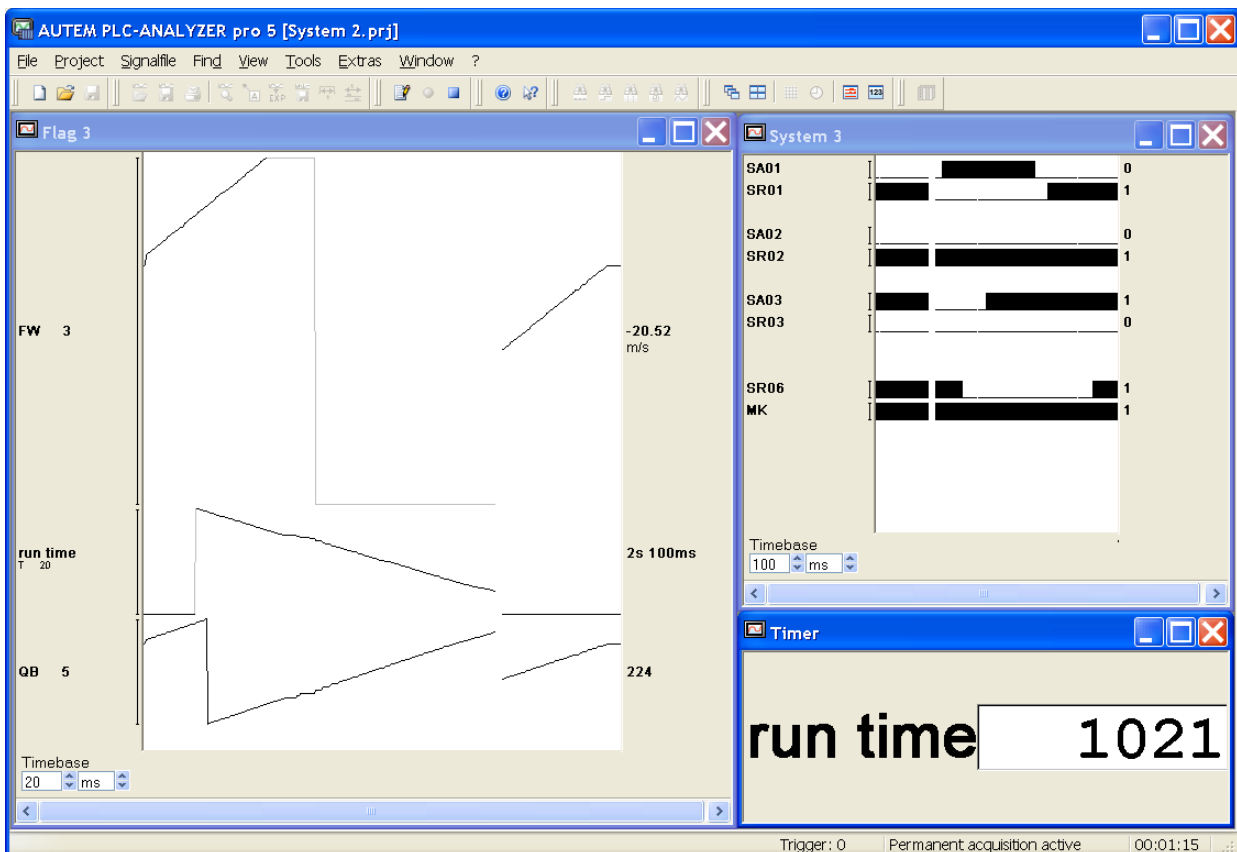 AUTEM PLC-ANALYZER pro 5 [System 2.prj]
File Project Signalfile Find View Tools Extras Window ?
Flag 3
FW 3
-20.52
m/s
run time
T 20
2s 100ms
QB 5
224
Timebase
20 ms
System 3
SA01 0
SR01 1
SA02 0
SR02 1
SA03 1
SR03 0
SR06 1
MK 1
Timebase
100 ms
Timer
run time 1021
Trigger: 0 Permanent acquisition active 00:01:15